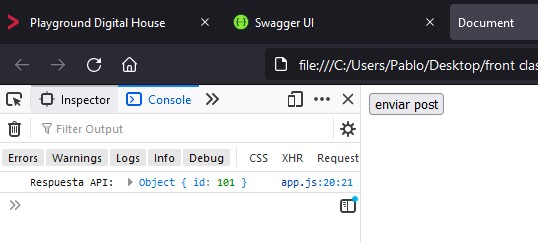 Playground Digital House
Swagger UI
Document
file:///C:/Users/Pablo/Desktop/front clas
Inspector
Console
enviar post
Filter Output
Errors
Warnings
Logs
Info
Debug
CSS
XHR
Request
Respuesta API: Object { id: 101 }
app.js:20:21